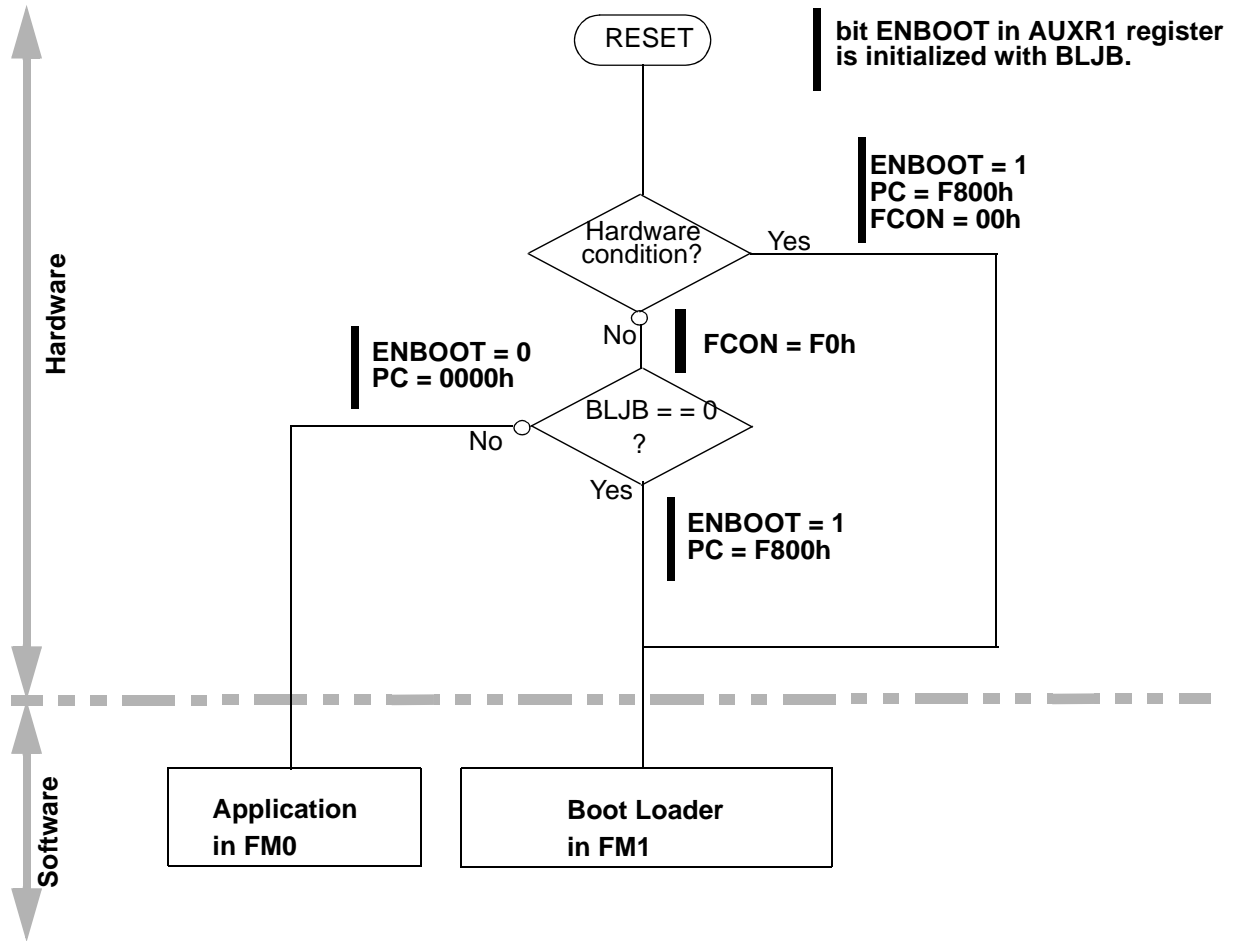 RESET
bit ENBOOT in AUXR1 register
is initialized with BLJB.
ENBOOT = 1
PC = F800h
FCON = 00h
Hardware
condition?
Yes
No
FCON = F0h
ENBOOT = 0
PC = 0000h
BLJB = = 0
?
No
Yes
ENBOOT = 1
PC = F800h
Hardware
Software
Application
in FM0
Boot Loader
in FM1